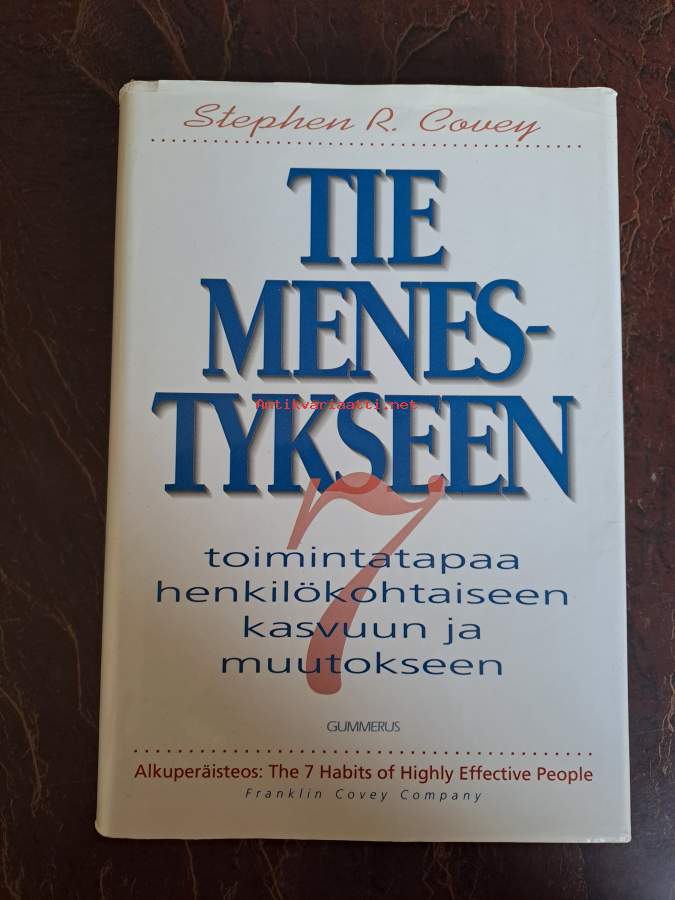 Stephen R. Covey
TIE
MENES-
TYKSEEN
Antikvariaatti.net
7
toimintatapaa
henkilökohtaiseen
kasvuun ja
muutokseen
GUMMERUS
Alkuperäisteos: The 7 Habits of Highly Effective People
Franklin Covey Company